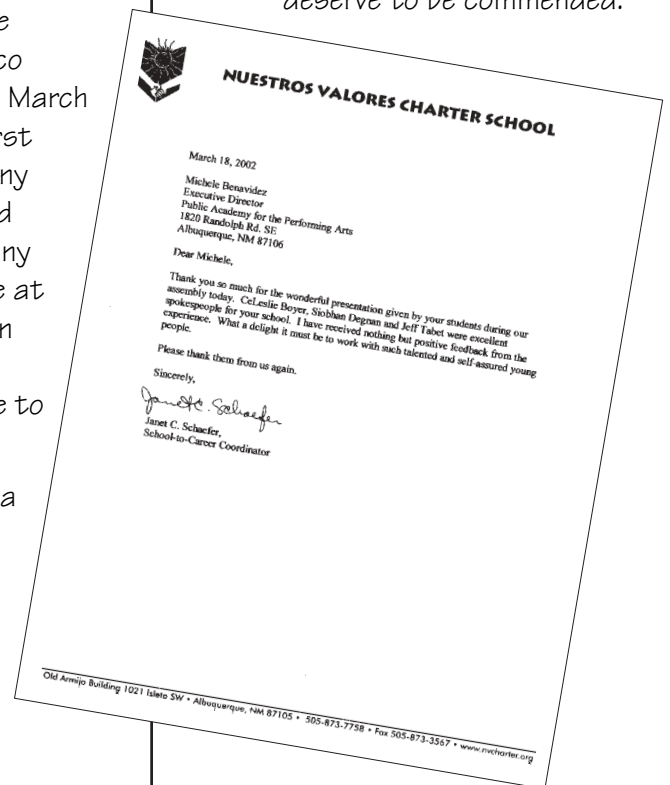 deserve to be commended.
e
co
March
rst
ny
d
ny
e at
n
e to
a
NUESTROS VALORES CHARTER SCHOOL
March 18, 2002
Michele Benavidez
Executive Director
Public Academy for the Performing Arts
1820 Randolph Rd. SE
Albuquerque, NM 87106
Dear Michele,
Thank you so much for the wonderful presentation given by your students during our
assembly today. CeLeslie Boyer, Siobhan Degnan and Jeff Tabet were excellent
spokespeople for your school. I have received nothing but positive feedback from the
experience. What a delight it must be to work with such talented and self-assured young
people.
Please thank them from us again.
Sincerely,
Janet C. Schaefer
Janet C. Schaefer,
School-to-Career Coordinator
Old Armijo Building 1021 Isleta SW • Albuquerque, NM 87105 • 505-873-7758 • Fax 505-873-3567 • www.nvcharter.org